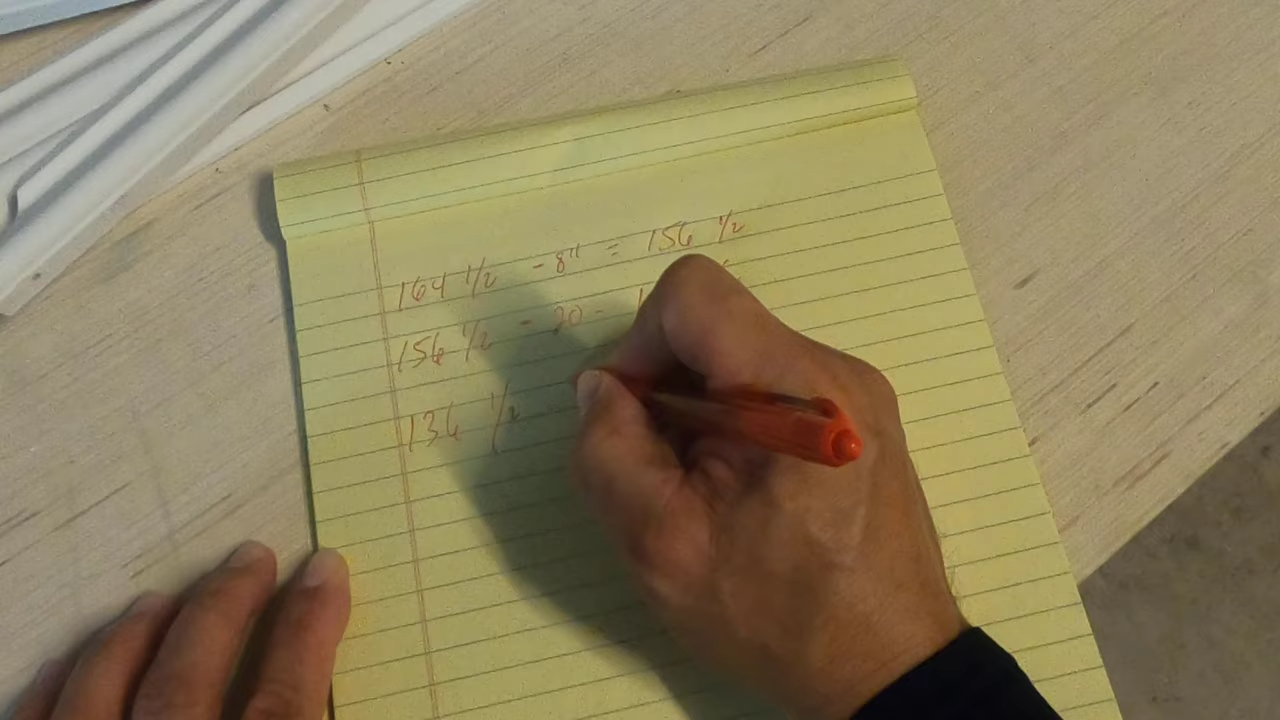 164 1/2 - 8" = 156 1/2
156 1/2 - 20 -
136 1/2